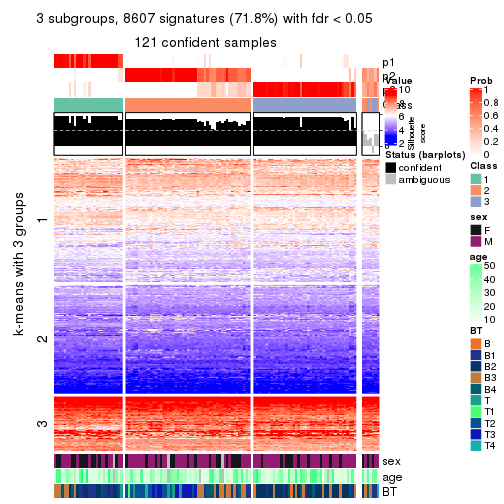 3 subgroups, 8607 signatures (71.8%) with fdr < 0.05
121 confident samples
p1
p2
Class
Value
10
8
6
4
2
Silhouette
score
Status (barplots)
confident
ambiguous
Prob
1
0.8
0.6
0.4
0.2
0
Class
1
2
3
sex
F
M
age
50
40
30
20
10
BT
B
B1
B2
B3
B4
T
T1
T2
T3
T4
k-means with 3 groups
1
2
3
sex
age
BT